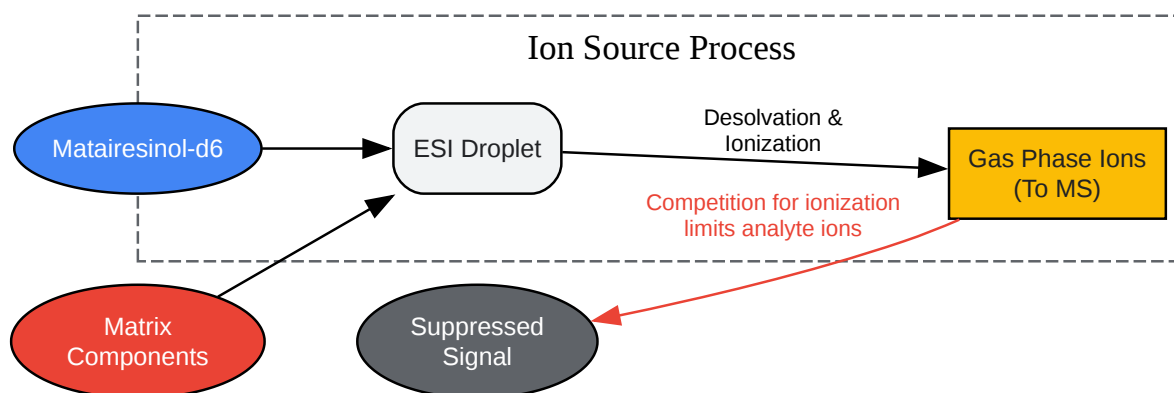 Ion Source Process
Matairesinol-d6
ESI Droplet
Desolvation &
Ionization
Gas Phase Ions
(To MS)
Competition for ionization
limits analyte ions
Matrix
Components
Suppressed
Signal